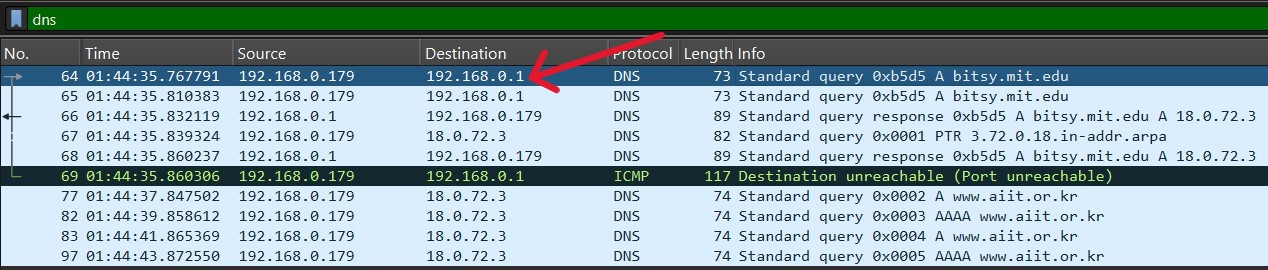 dns
No. Time Source Destination Protocol Length Info
64 01:44:35.767791 192.168.0.179 192.168.0.1 DNS 73 Standard query 0xb5d5 A bitsy.mit.edu
65 01:44:35.810383 192.168.0.179 192.168.0.1 DNS 73 Standard query 0xb5d5 A bitsy.mit.edu
66 01:44:35.832119 192.168.0.1 192.168.0.179 DNS 89 Standard query response 0xb5d5 A bitsy.mit.edu A 18.0.72.3
67 01:44:35.839324 192.168.0.179 18.0.72.3 DNS 82 Standard query 0x0001 PTR 3.72.0.18.in-addr.arpa
68 01:44:35.860237 192.168.0.1 192.168.0.179 DNS 89 Standard query response 0xb5d5 A bitsy.mit.edu A 18.0.72.3
69 01:44:35.860306 192.168.0.179 192.168.0.1 ICMP 117 Destination unreachable (Port unreachable)
77 01:44:37.847502 192.168.0.179 18.0.72.3 DNS 74 Standard query 0x0002 A www.aiit.or.kr
82 01:44:39.858612 192.168.0.179 18.0.72.3 DNS 74 Standard query 0x0003 AAAA www.aiit.or.kr
83 01:44:41.865369 192.168.0.179 18.0.72.3 DNS 74 Standard query 0x0004 A www.aiit.or.kr
97 01:44:43.872550 192.168.0.179 18.0.72.3 DNS 74 Standard query 0x0005 AAAA www.aiit.or.kr